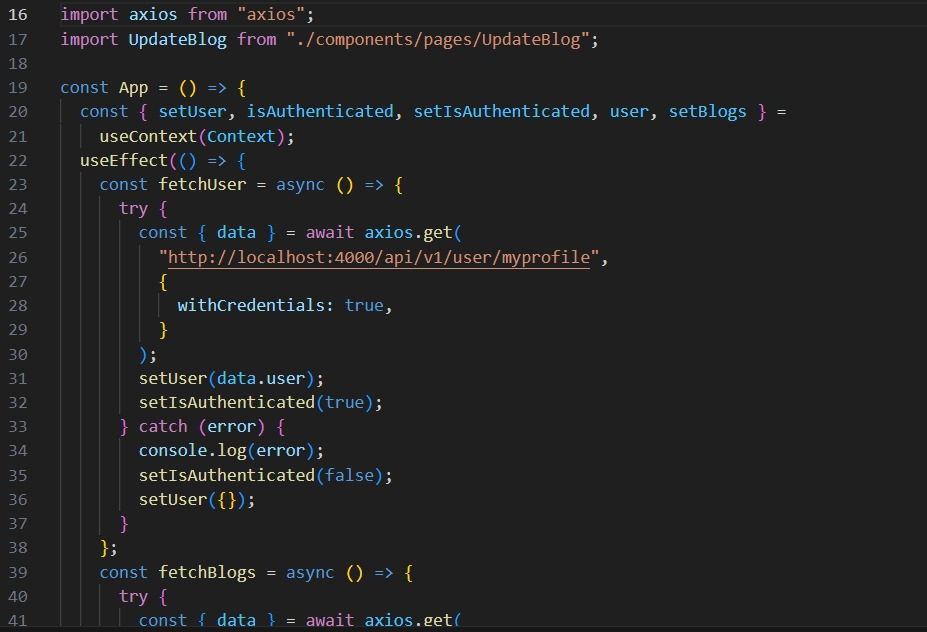 16 import axios from "axios";
17 import UpdateBlog from "./components/pages/UpdateBlog";
18
19 const App = () => {
20   const { setUser, isAuthenticated, setIsAuthenticated, user, setBlogs } =
21     useContext(Context);
22   useEffect(() => {
23     const fetchUser = async () => {
24       try {
25         const { data } = await axios.get(
26           "http://localhost:4000/api/v1/user/myprofile",
27           {
28             withCredentials: true,
29           }
30         );
31         setUser(data.user);
32         setIsAuthenticated(true);
33       } catch (error) {
34         console.log(error);
35         setIsAuthenticated(false);
36         setUser({});
37       }
38     };
39     const fetchBlogs = async () => {
40       try {
41         const { data } = await axios.get(